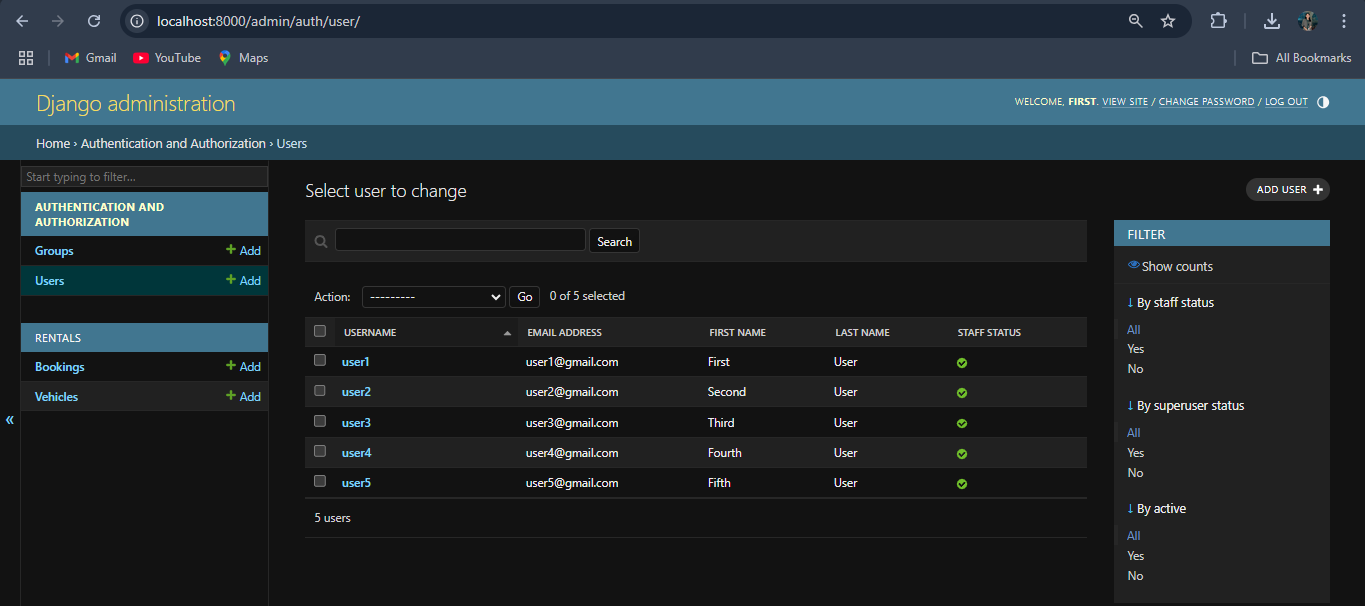 localhost:8000/admin/auth/user/
Gmail YouTube Maps All Bookmarks
Django administration
WELCOME, FIRST. VIEW SITE / CHANGE PASSWORD / LOG OUT
Home › Authentication and Authorization › Users
Start typing to filter...
AUTHENTICATION AND
AUTHORIZATION
Groups + Add
Users + Add
RENTALS
Bookings + Add
Vehicles + Add
«
Select user to change
ADD USER +
Search
Action: --------- Go 0 of 5 selected
USERNAME EMAIL ADDRESS FIRST NAME LAST NAME STAFF STATUS
user1 user1@gmail.com First User
user2 user2@gmail.com Second User
user3 user3@gmail.com Third User
user4 user4@gmail.com Fourth User
user5 user5@gmail.com Fifth User
5 users
FILTER
Show counts
↓ By staff status
All
Yes
No
↓ By superuser status
All
Yes
No
↓ By active
All
Yes
No